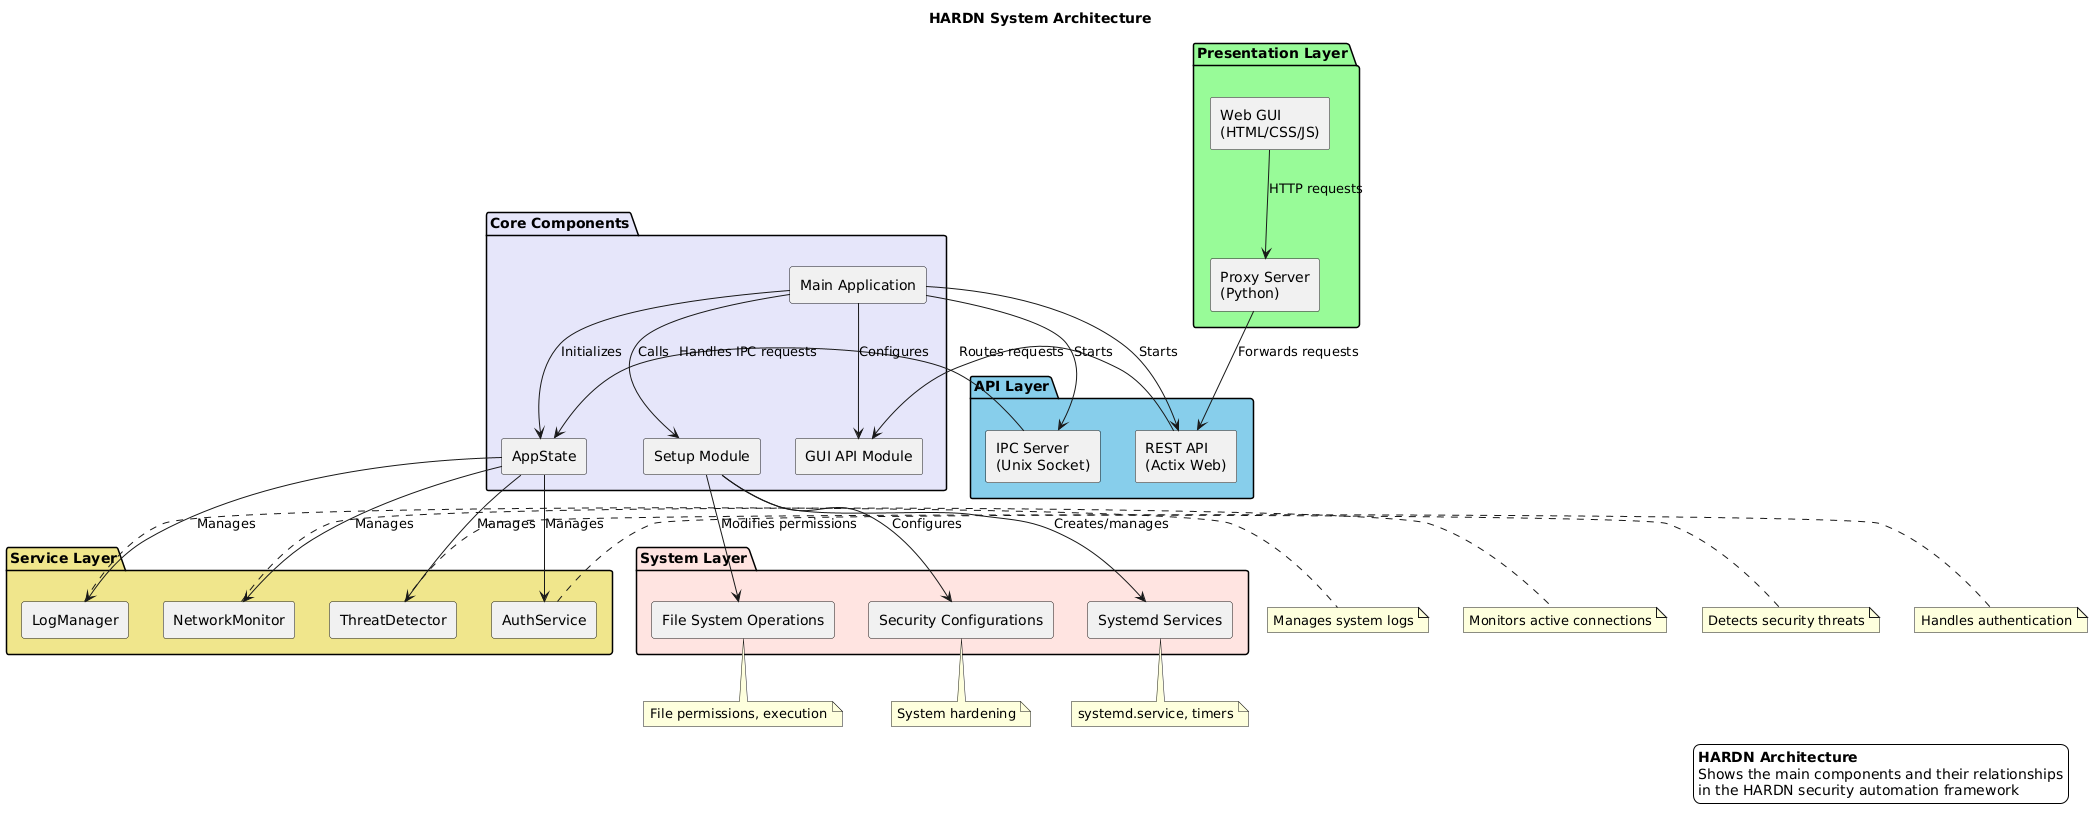 HARDN System Architecture
Presentation Layer
Web GUI
(HTML/CSS/JS)
HTTP requests
Core Components
Main Application
Proxy Server
(Python)
Initializes
Calls
Handles IPC requests
Configures
Routes requests
Starts
Starts
Forwards requests
API Layer
AppState
Setup Module
GUI API Module
IPC Server
(Unix Socket)
REST API
(Actix Web)
Manages
Manages
Manages
Manages
Modifies permissions
Configures
Creates/manages
Service Layer
LogManager
NetworkMonitor
ThreatDetector
AuthService
System Layer
File System Operations
Security Configurations
Systemd Services
Manages system logs
Monitors active connections
Detects security threats
Handles authentication
File permissions, execution
System hardening
systemd.service, timers
HARDN Architecture
Shows the main components and their relationships
in the HARDN security automation framework